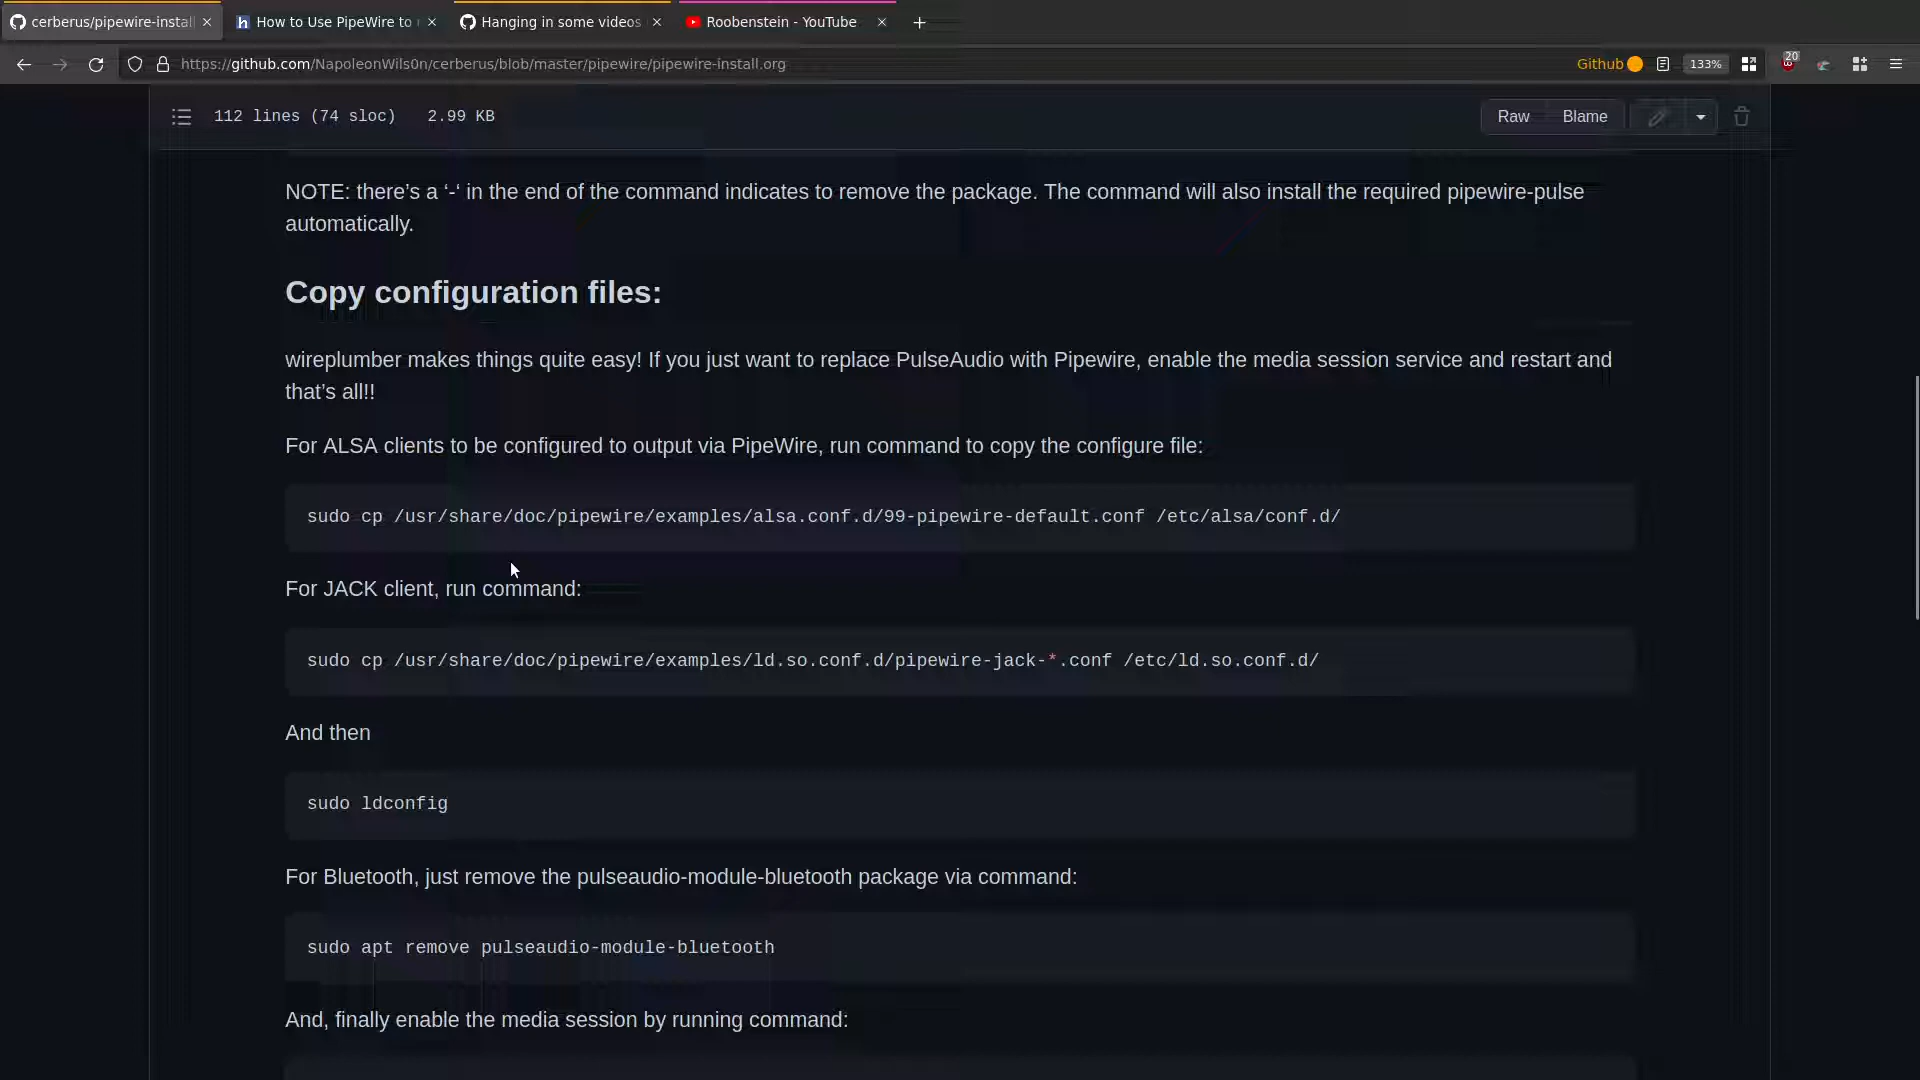 cerberus/pipewire-instal
How to Use PipeWire to
Hanging in some videos
Roobenstein - YouTube
https://github.com/NapoleonWils0n/cerberus/blob/master/pipewire/pipewire-install.org
Github
133%
20
112 lines (74 sloc) 2.99 KB
Raw
Blame
NOTE: there’s a ‘-‘ in the end of the command indicates to remove the package. The command will also install the required pipewire-pulse
automatically.
Copy configuration files:
wireplumber makes things quite easy! If you just want to replace PulseAudio with Pipewire, enable the media session service and restart and
that’s all!!
For ALSA clients to be configured to output via PipeWire, run command to copy the configure file:
sudo cp /usr/share/doc/pipewire/examples/alsa.conf.d/99-pipewire-default.conf /etc/alsa/conf.d/
For JACK client, run command:
sudo cp /usr/share/doc/pipewire/examples/ld.so.conf.d/pipewire-jack-*.conf /etc/ld.so.conf.d/
And then
sudo ldconfig
For Bluetooth, just remove the pulseaudio-module-bluetooth package via command:
sudo apt remove pulseaudio-module-bluetooth
And, finally enable the media session by running command: